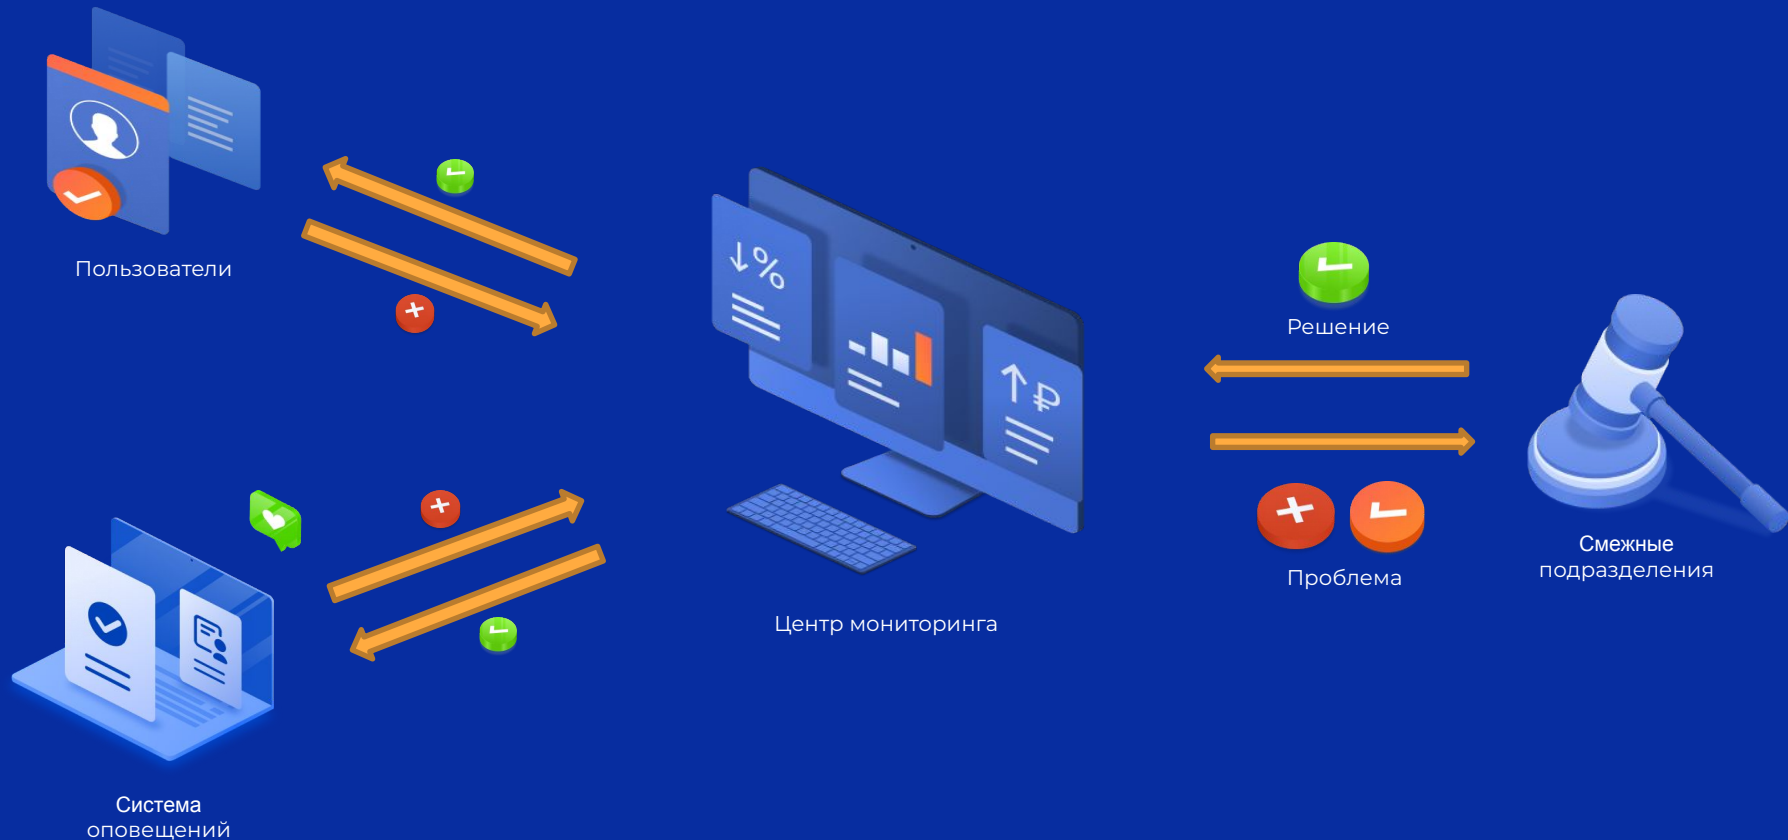 Пользователи
↓%
↑₽
Решение
Проблема
Смежные
подразделения
Центр мониторинга
Система
оповещений